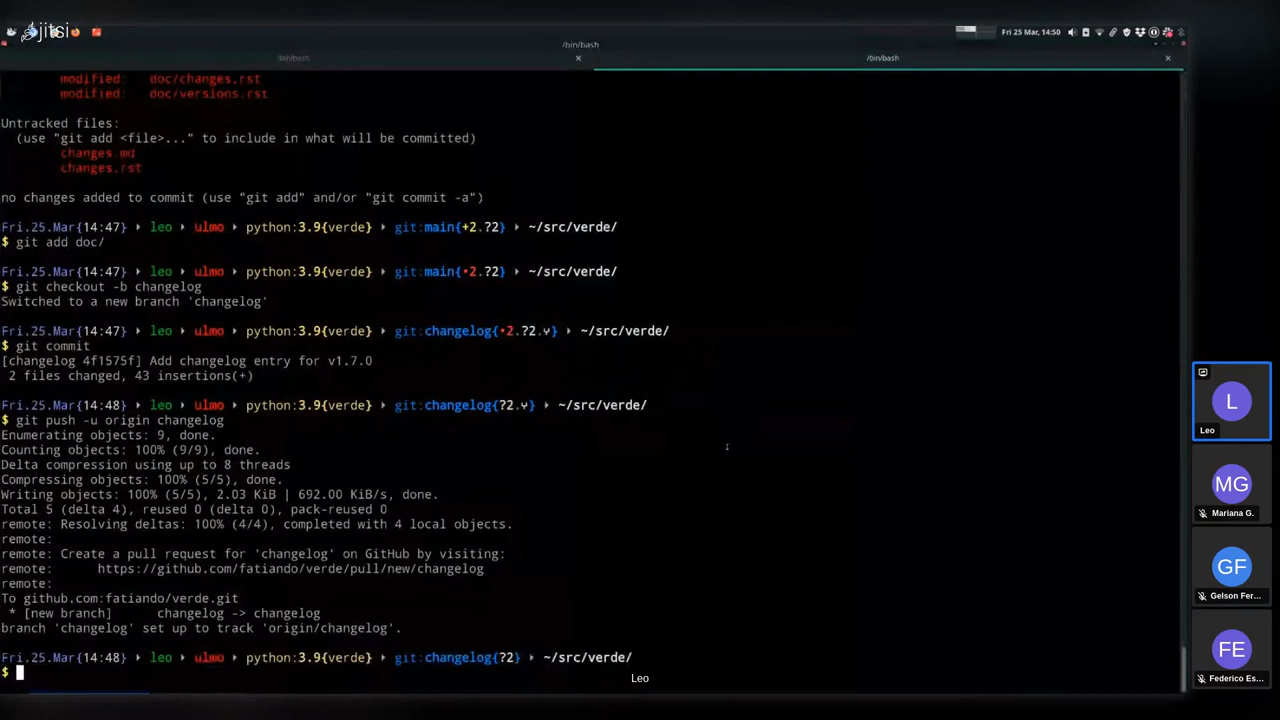 jitsi
Fri 25 Mar, 14:50
/bin/bash
/bin/bash
/bin/bash
modified:   doc/changes.rst
modified:   doc/versions.rst
Untracked files:
(use "git add <file>..." to include in what will be committed)
changes.md
changes.rst
no changes added to commit (use "git add" and/or "git commit -a")
Fri.25.Mar{14:47} ‣ leo ‣ ulmo ‣ python:3.9{verde} ‣ git:main{+2.?2} ‣ ~/src/verde/
$ git add doc/
Fri.25.Mar{14:47} ‣ leo ‣ ulmo ‣ python:3.9{verde} ‣ git:main{•2.?2} ‣ ~/src/verde/
$ git checkout -b changelog
Switched to a new branch 'changelog'
Fri.25.Mar{14:47} ‣ leo ‣ ulmo ‣ python:3.9{verde} ‣ git:changelog{•2.?2.⑂} ‣ ~/src/verde/
$ git commit
[changelog 4f1575f] Add changelog entry for v1.7.0
2 files changed, 43 insertions(+)
Fri.25.Mar{14:48} ‣ leo ‣ ulmo ‣ python:3.9{verde} ‣ git:changelog{?2.⑂} ‣ ~/src/verde/
$ git push -u origin changelog
Enumerating objects: 9, done.
Counting objects: 100% (9/9), done.
Delta compression using up to 8 threads
Compressing objects: 100% (5/5), done.
Writing objects: 100% (5/5), 2.03 KiB | 692.00 KiB/s, done.
Total 5 (delta 4), reused 0 (delta 0), pack-reused 0
remote: Resolving deltas: 100% (4/4), completed with 4 local objects.
remote:
remote: Create a pull request for 'changelog' on GitHub by visiting:
remote:      https://github.com/fatiando/verde/pull/new/changelog
remote:
To github.com:fatiando/verde.git
* [new branch]      changelog -> changelog
branch 'changelog' set up to track 'origin/changelog'.
Fri.25.Mar{14:48} ‣ leo ‣ ulmo ‣ python:3.9{verde} ‣ git:changelog{?2} ‣ ~/src/verde/
$
Leo
L
Leo
MG
Mariana G.
GF
Gelson Fer...
FE
Federico Es...